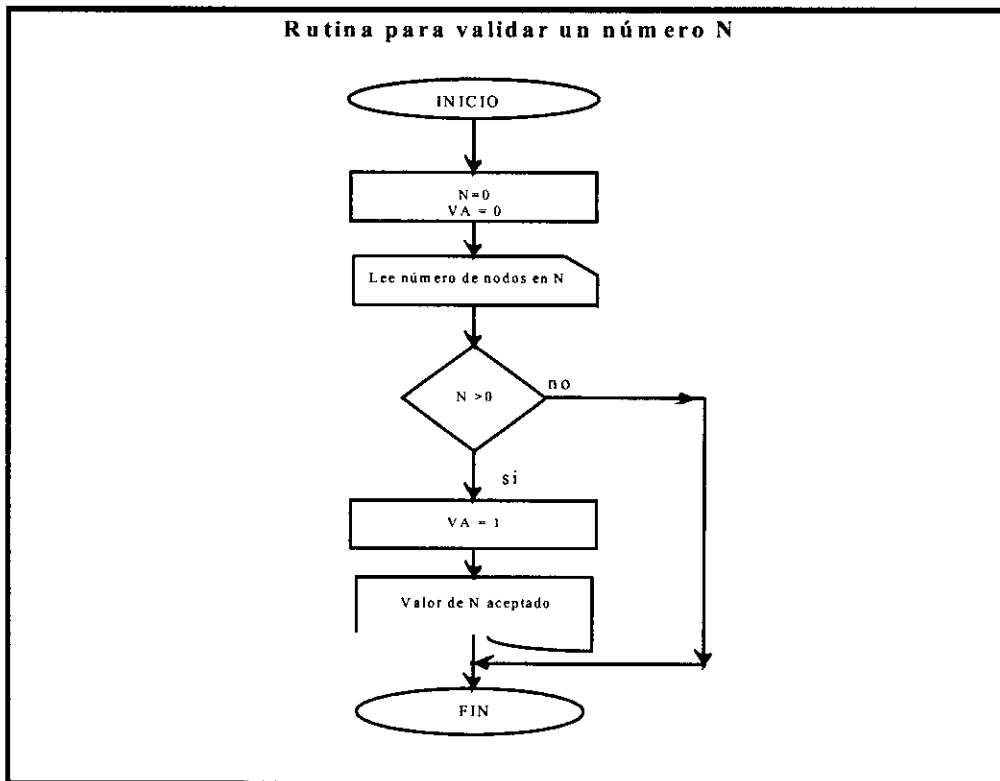 Rutina para validar un número N
INICIO
N=0
VA = 0
Lee número de nodos en N
N >0
no
si
VA = 1
Valor de N aceptado
FIN